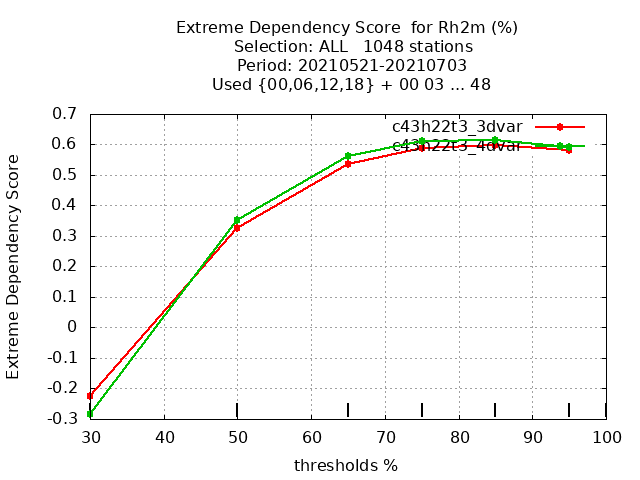 Extreme Dependency Score for Rh2m (%)
Selection: ALL 1048 stations
Period: 20210521-20210703
Used {00,06,12,18} + 00 03 ... 48
c43h22t3_3dvar
c43h22t3_4dvar
Extreme Dependency Score
0.7
0.6
0.5
0.4
0.3
0.2
0.1
0
-0.1
-0.2
-0.3
30 40 50 60 70 80 90 100
thresholds %